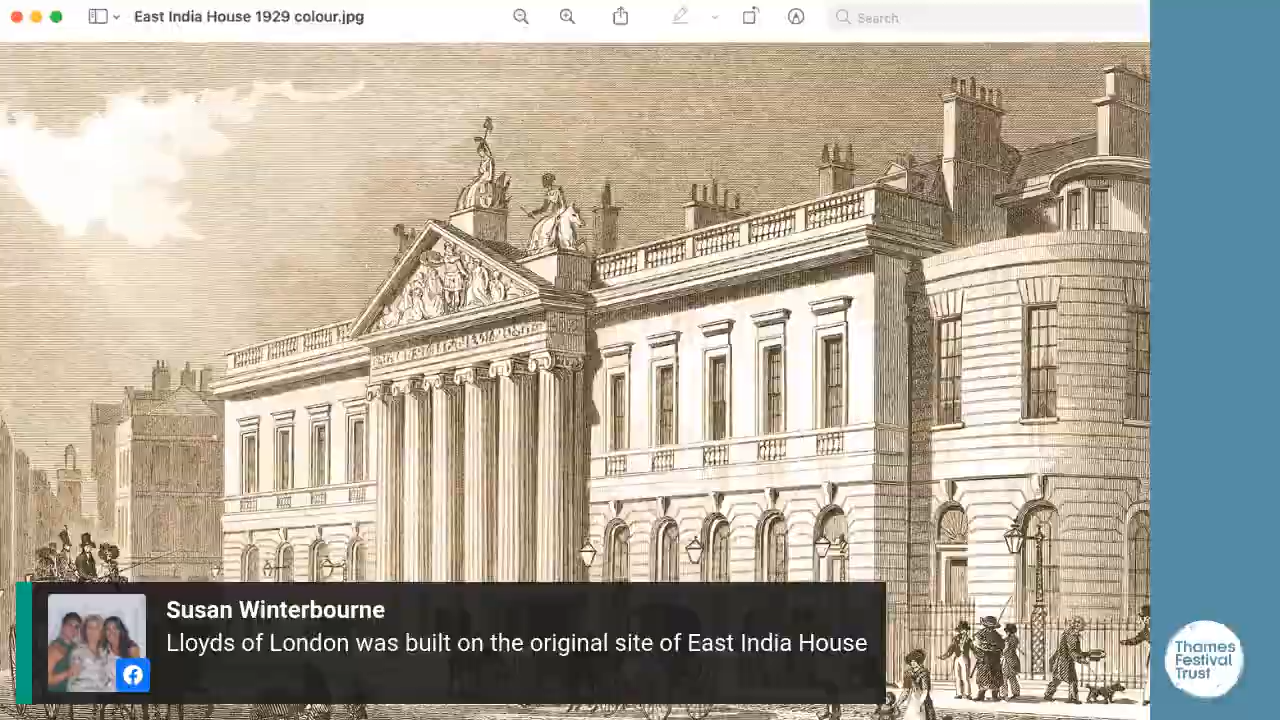 East India House 1929 colour.jpg
Search
Susan Winterbourne
Lloyds of London was built on the original site of East India House
Thames
Festival
Trust